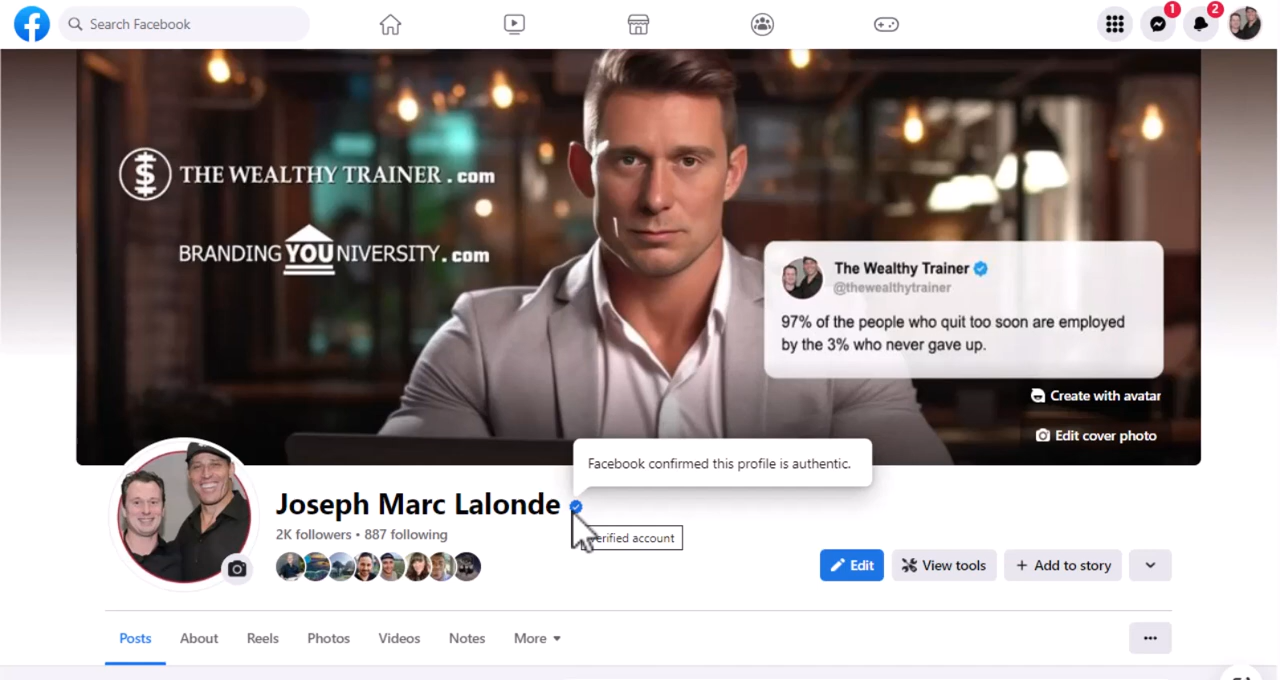 Search Facebook
1
2
THE WEALTHY TRAINER.com
BRANDING YOUNIVERSITY.com
The Wealthy Trainer
@thewealthytrainer
97% of the people who quit too soon are employed
by the 3% who never gave up.
Create with avatar
Edit cover photo
Facebook confirmed this profile is authentic.
Joseph Marc Lalonde
2K followers • 887 following
verified account
Edit
View tools
+ Add to story
Posts
About
Reels
Photos
Videos
Notes
More